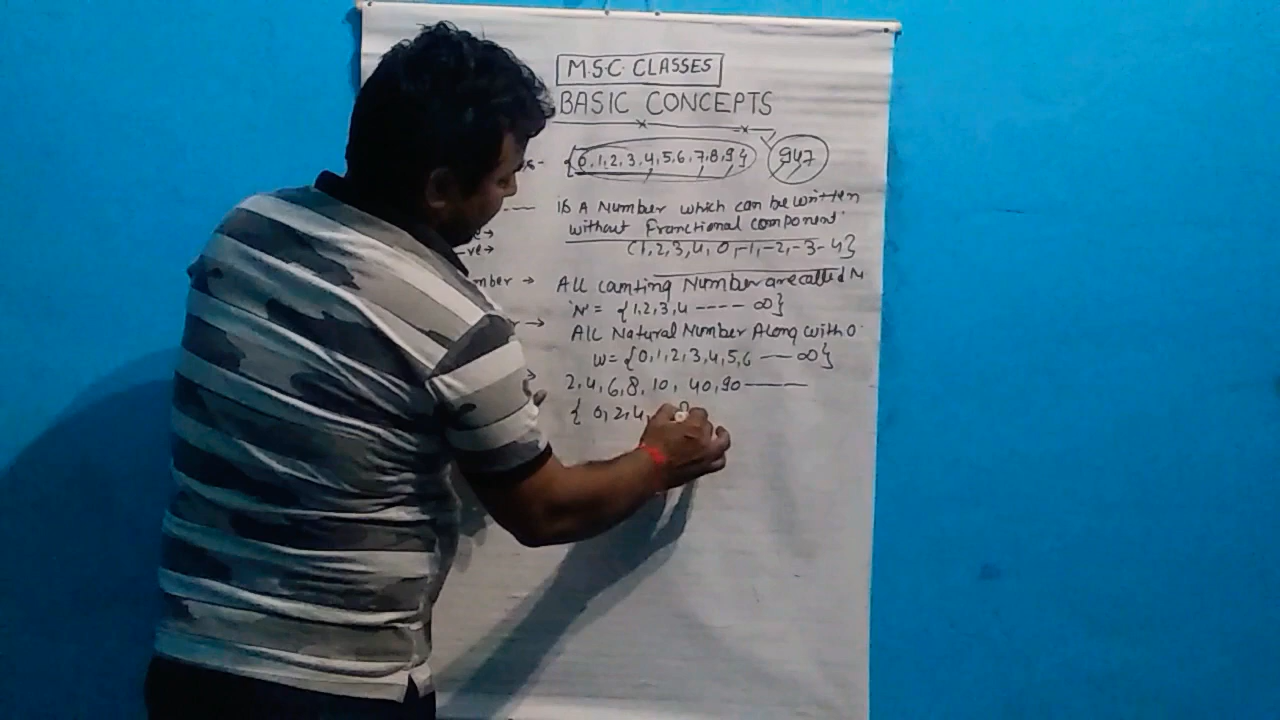 M.S.C. CLASSES
BASIC CONCEPTS
{0,1,2,3,4,5,6,7,8,9} 947
is A Number which can be written
without Fractional component.
(1,2,3,4,0,-1,-2,-3-4}
mber → All counting Number are called N
'N' = {1,2,3,4 ---- ∞}
All Natural Number Along with 0.
W = {0,1,2,3,4,5,6 — ∞}
2,4,6,8,10, 40,90 ——
{ 0,2,4,